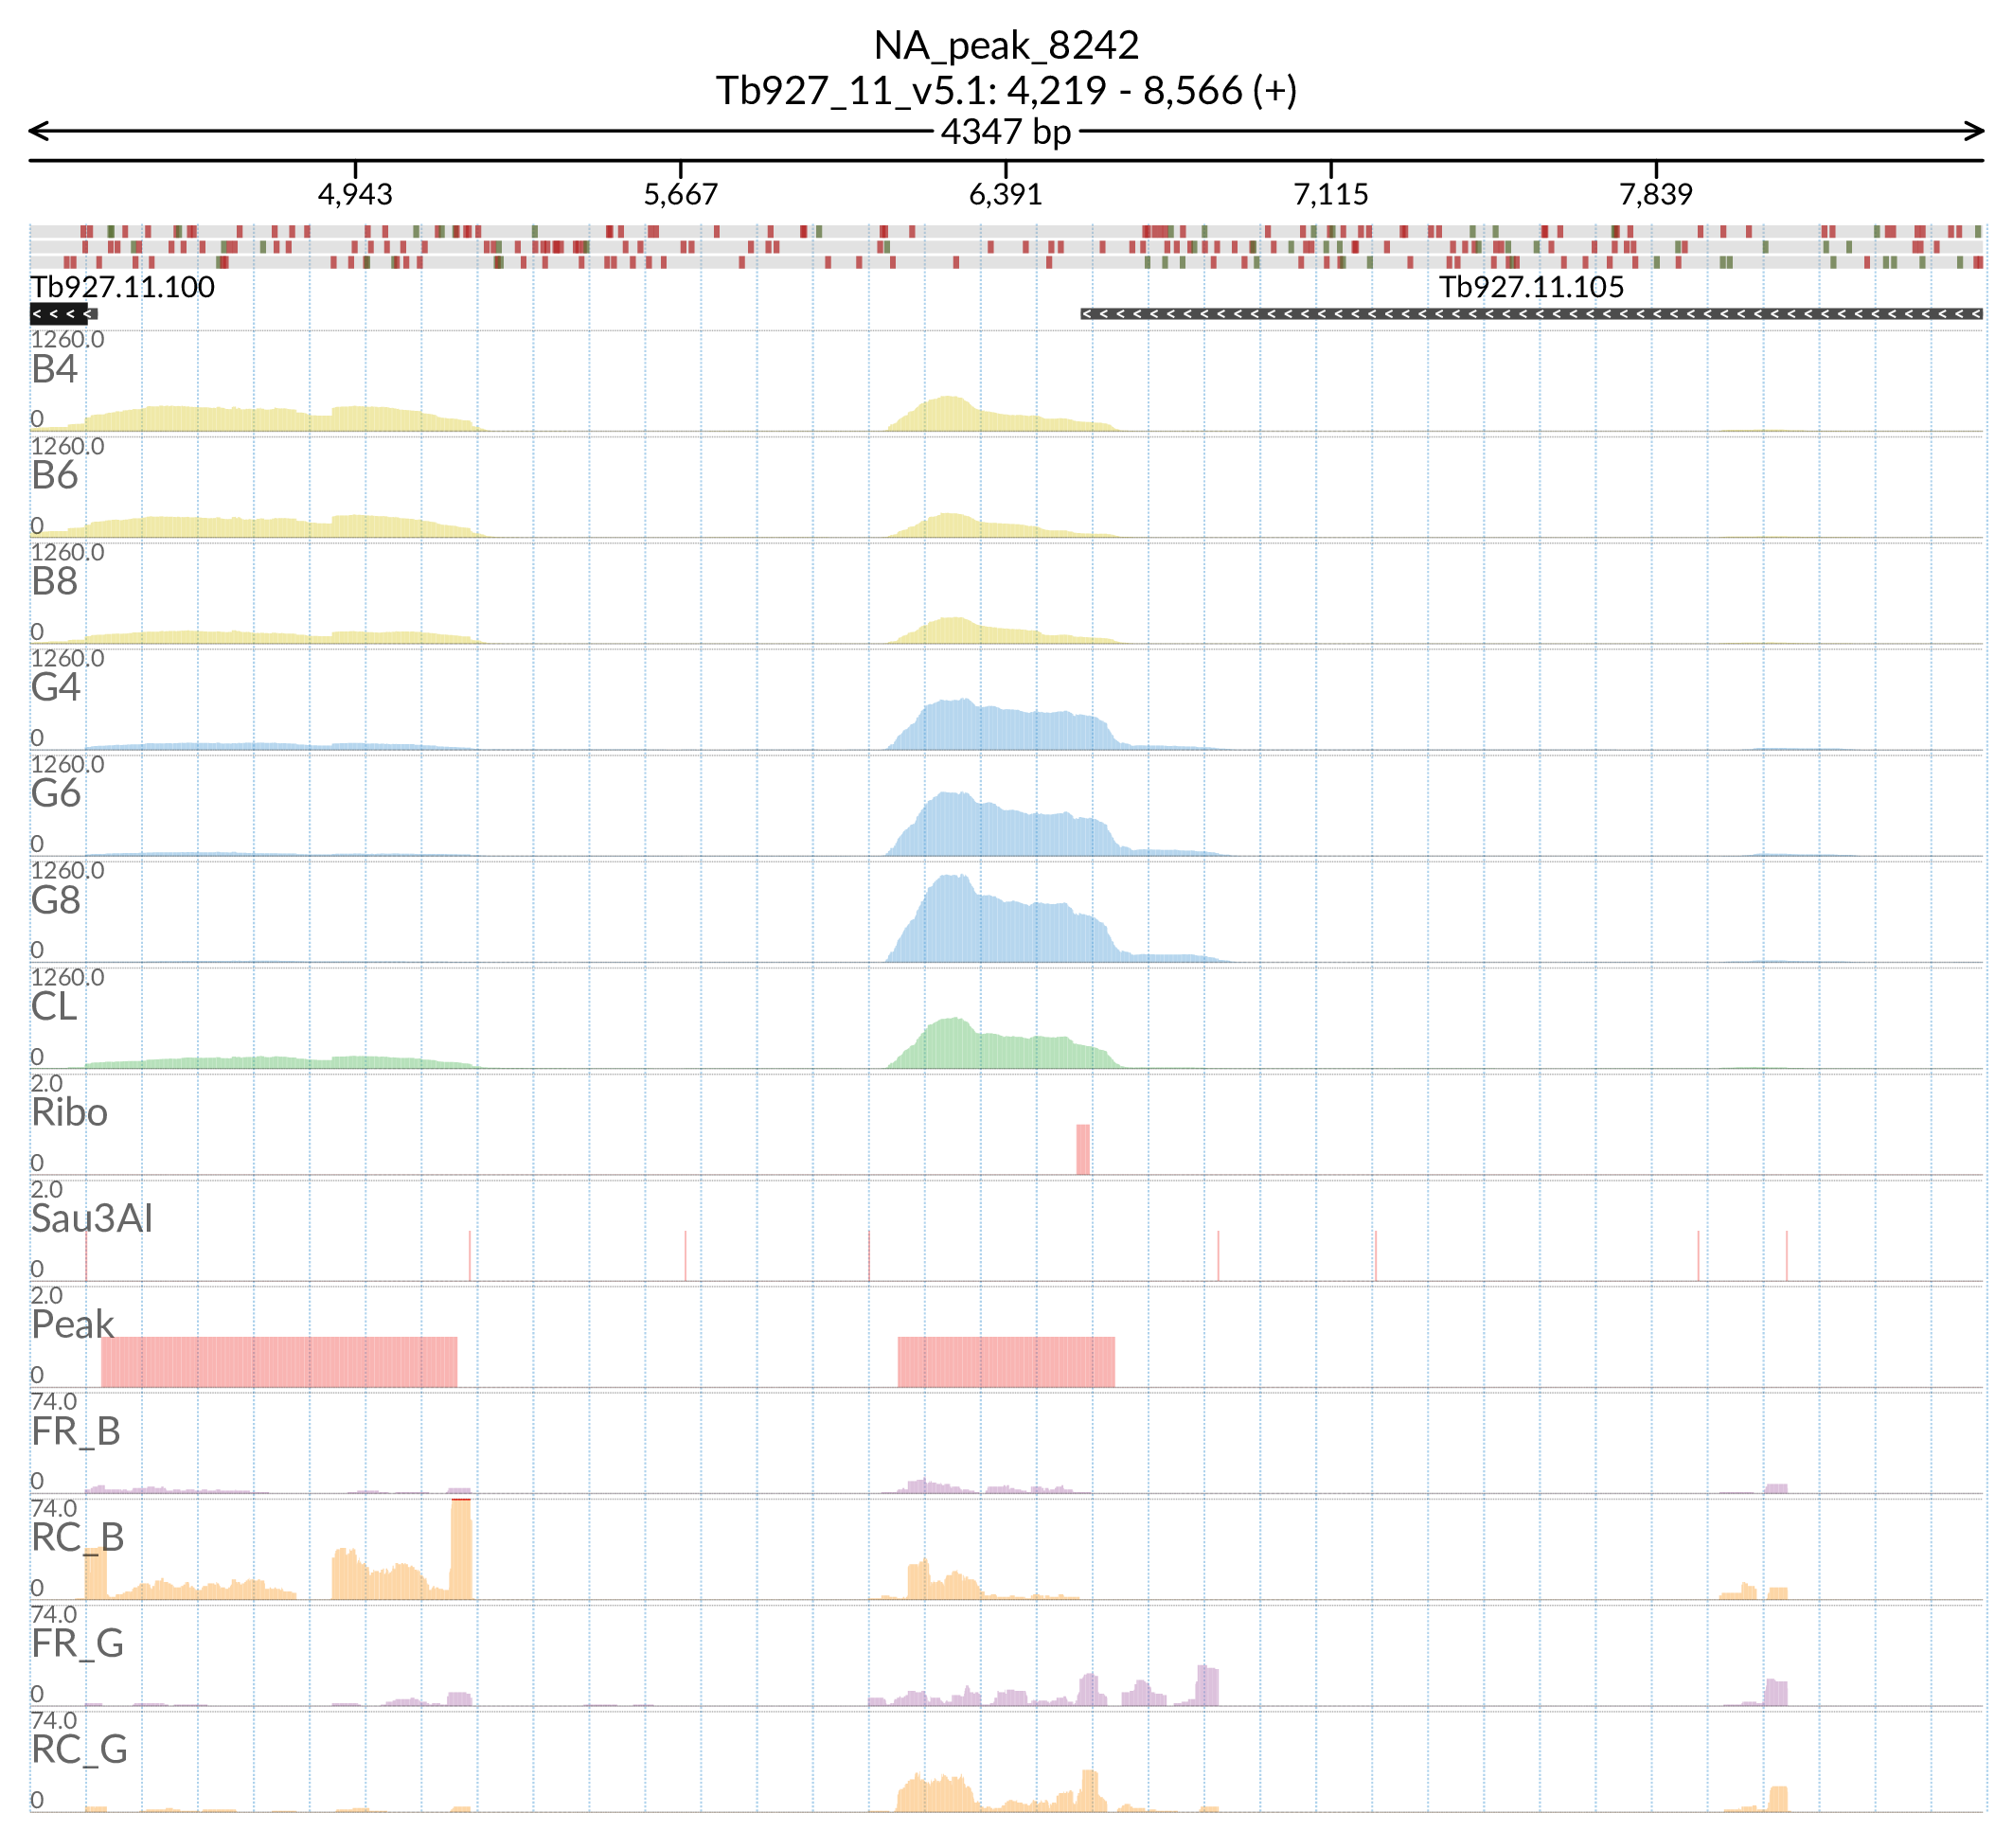 NA_peak_8242
Tb927_11_v5.1: 4,219 - 8,566 (+)
4347 bp
4,943 5,667 6,391 7,115 7,839
Tb927.11.100 Tb927.11.105
1260.0
B4
0
1260.0
B6
0
1260.0
B8
0
1260.0
G4
0
1260.0
G6
0
1260.0
G8
0
1260.0
CL
0
2.0
Ribo
0
2.0
Sau3AI
0
2.0
Peak
0
74.0
FR_B
0
74.0
RC_B
0
74.0
FR_G
0
74.0
RC_G
0